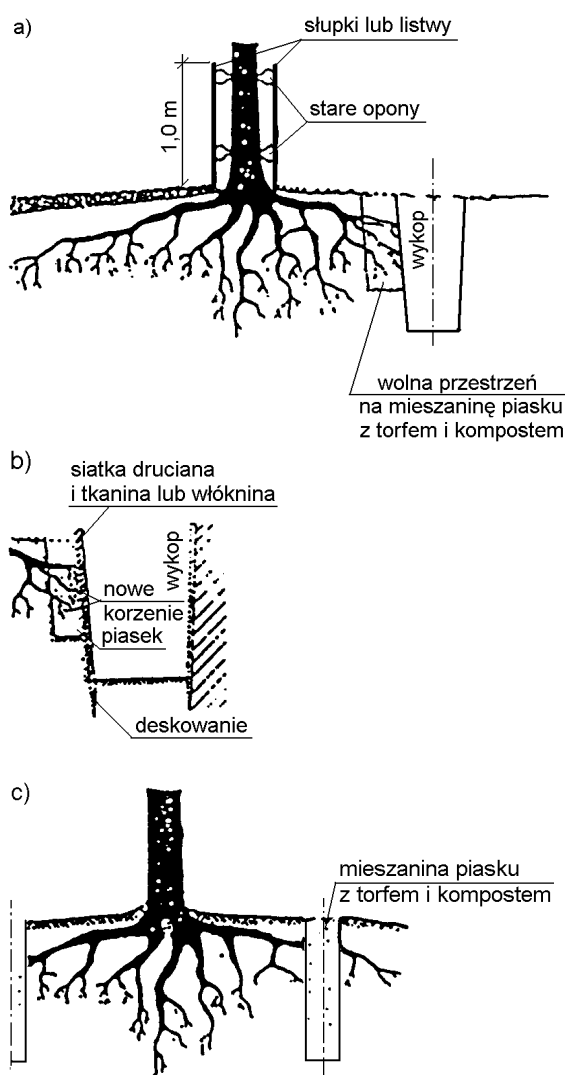 a)
słupki lub listwy
stare opony
1,0 m
wykop
wolna przestrzeń
na mieszaninę piasku
z torfem i kompostem
b)
siatka druciana
i tkanina lub włóknina
wykop
nowe
korzenie
piasek
deskowanie
c)
mieszanina piasku
z torfem i kompostem